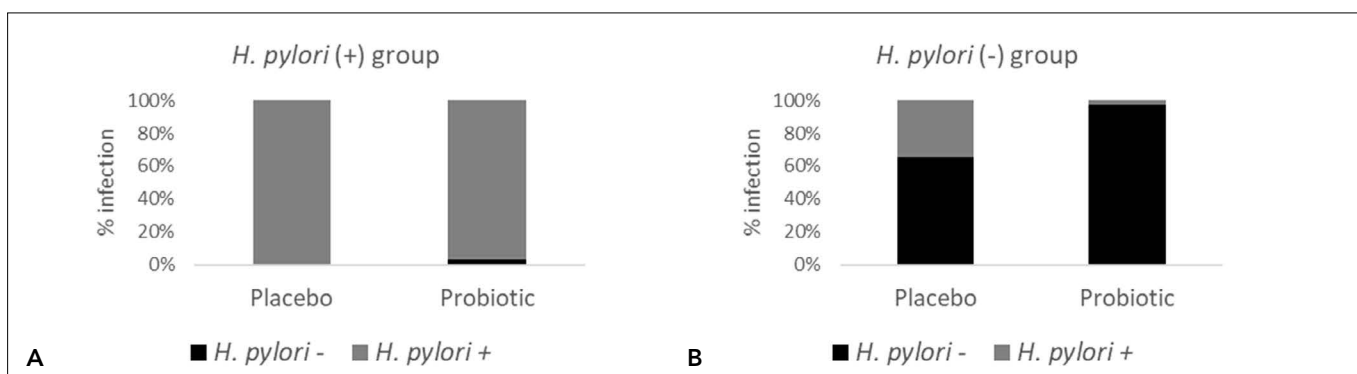 H. pylori (+) group
100%
80%
60%
40%
20%
0%
% infection
Placebo Probiotic
H. pylori - H. pylori +
A
H. pylori (-) group
100%
80%
60%
40%
20%
0%
% infection
Placebo Probiotic
H. pylori - H. pylori +
B